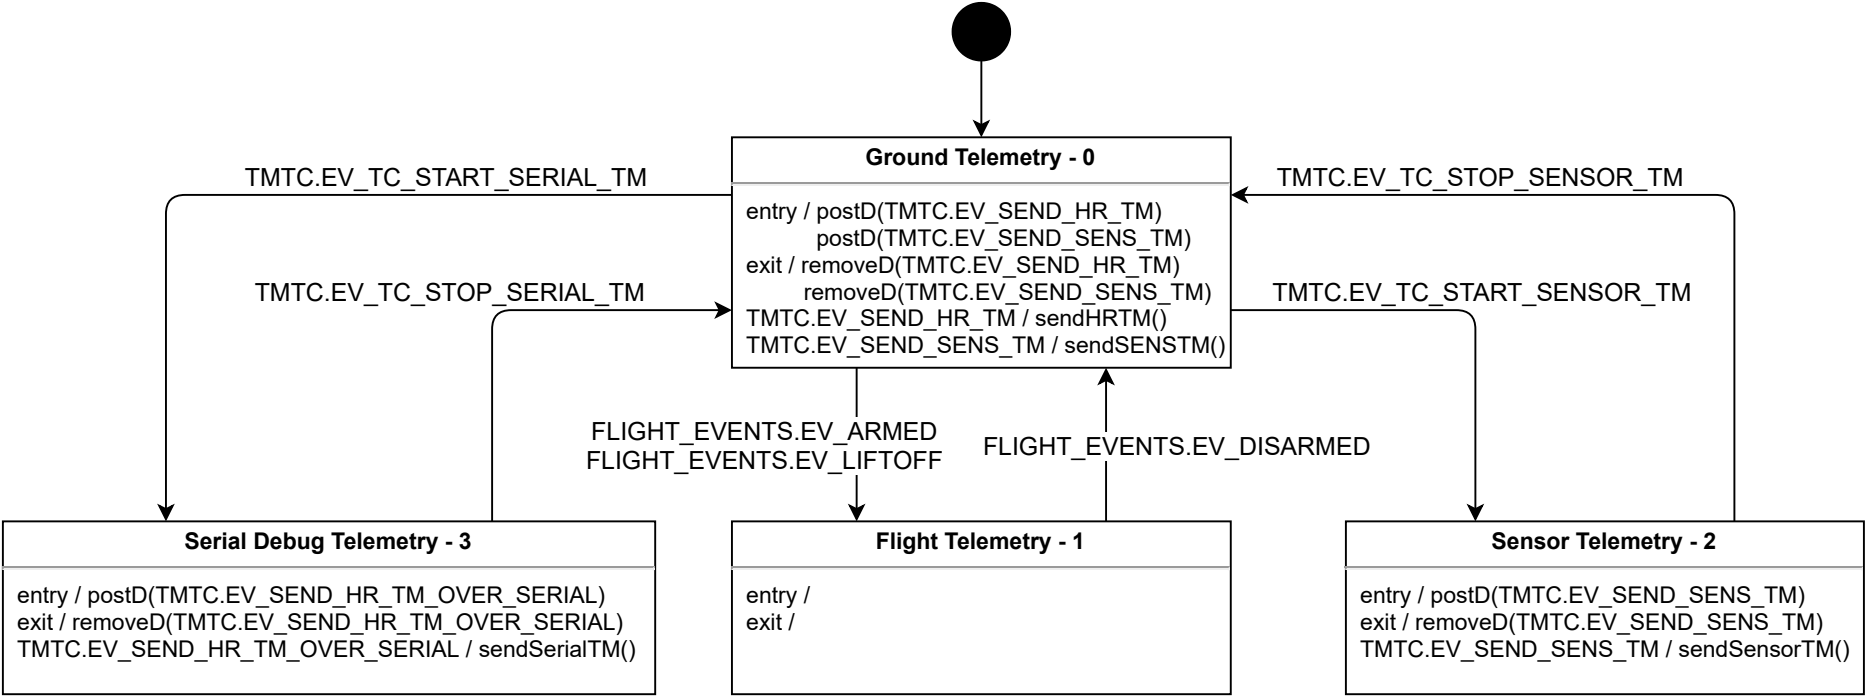 Ground Telemetry - 0
entry / postD(TMTC.EV_SEND_HR_TM)
postD(TMTC.EV_SEND_SENS_TM)
exit / removeD(TMTC.EV_SEND_HR_TM)
removeD(TMTC.EV_SEND_SENS_TM)
TMTC.EV_SEND_HR_TM / sendHRTM()
TMTC.EV_SEND_SENS_TM / sendSENSTM()
TMTC.EV_TC_START_SERIAL_TM
TMTC.EV_TC_STOP_SERIAL_TM
TMTC.EV_TC_STOP_SENSOR_TM
TMTC.EV_TC_START_SENSOR_TM
FLIGHT_EVENTS.EV_ARMED
FLIGHT_EVENTS.EV_LIFTOFF
FLIGHT_EVENTS.EV_DISARMED
Serial Debug Telemetry - 3
entry / postD(TMTC.EV_SEND_HR_TM_OVER_SERIAL)
exit / removeD(TMTC.EV_SEND_HR_TM_OVER_SERIAL)
TMTC.EV_SEND_HR_TM_OVER_SERIAL / sendSerialTM()
Flight Telemetry - 1
entry /
exit /
Sensor Telemetry - 2
entry / postD(TMTC.EV_SEND_SENS_TM)
exit / removeD(TMTC.EV_SEND_SENS_TM)
TMTC.EV_SEND_SENS_TM / sendSensorTM()